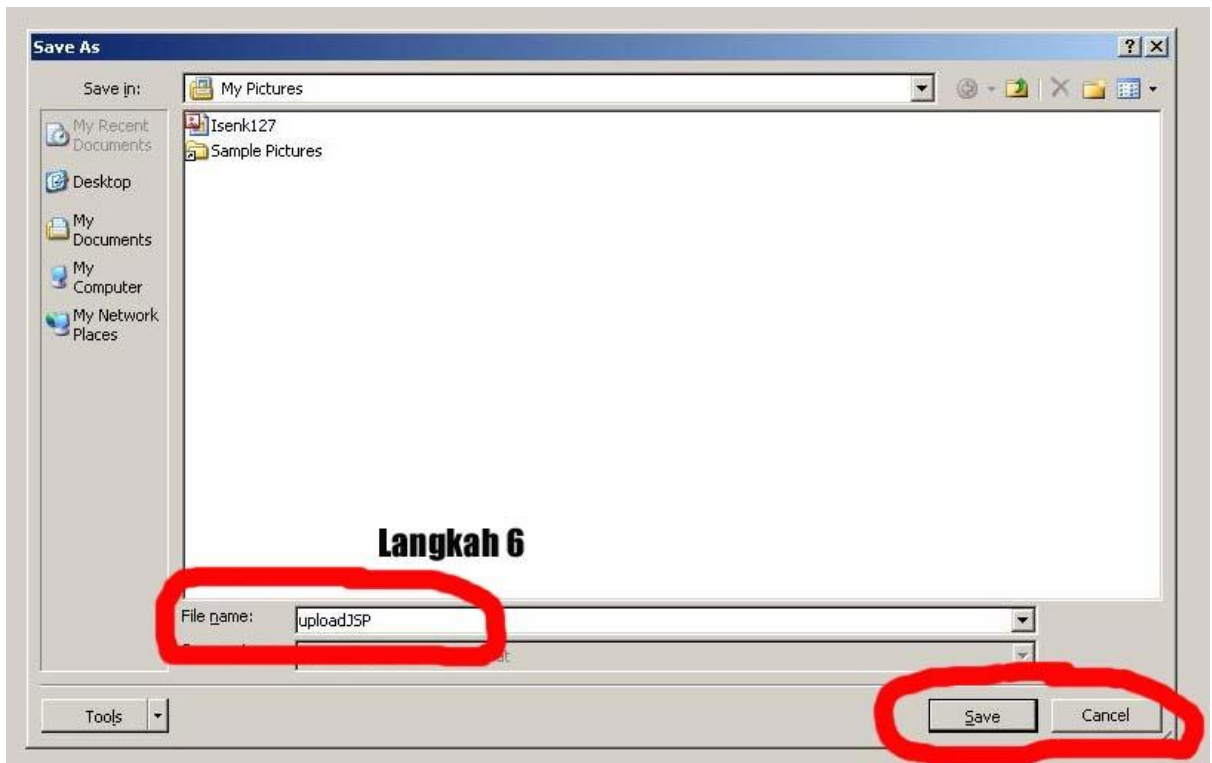 Save As
Save in:
My Pictures
My Recent
Documents
Desktop
My
Documents
My
Computer
My Network
Places
Isenk127
Sample Pictures
Langkah 6
File name:
uploadJSP
Tools
Save
Cancel